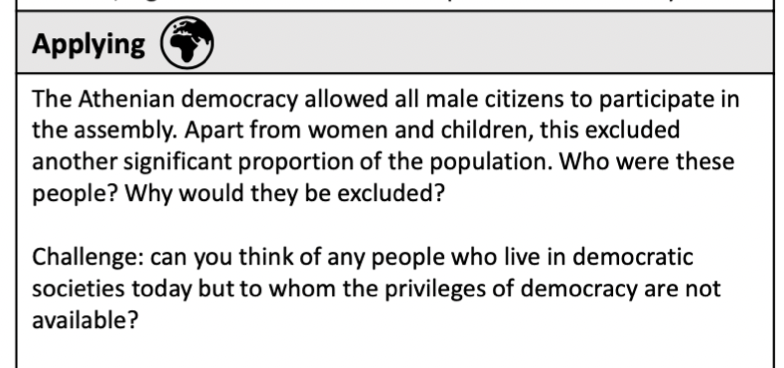 Applying
The Athenian democracy allowed all male citizens to participate in
the assembly. Apart from women and children, this excluded
another significant proportion of the population. Who were these
people? Why would they be excluded?
Challenge: can you think of any people who live in democratic
societies today but to whom the privileges of democracy are not
available?